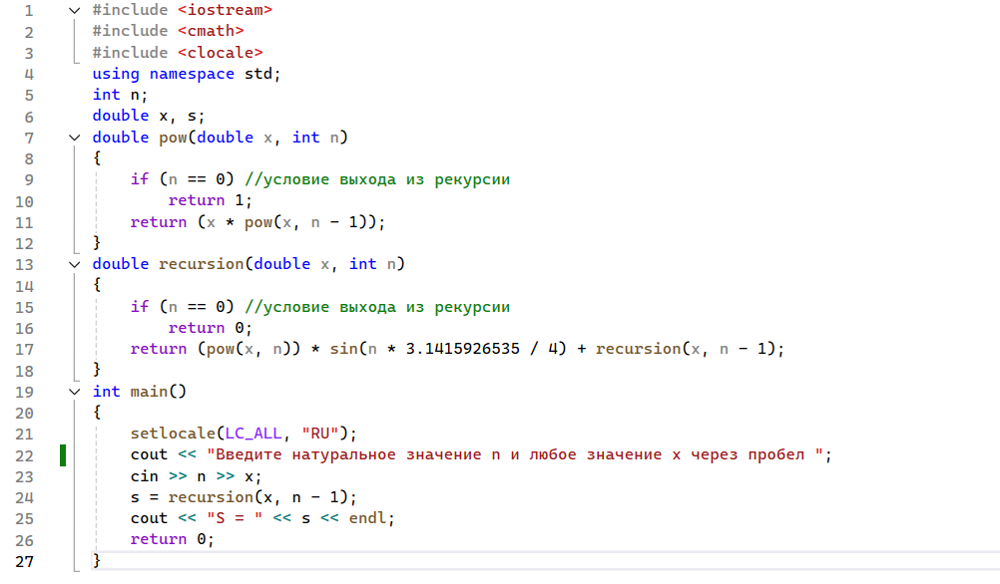 1 #include <iostream>
2 #include <cmath>
3 #include <clocale>
4 using namespace std;
5 int n;
6 double x, s;
7 double pow(double x, int n)
8 {
9 if (n == 0) //условие выхода из рекурсии
10 return 1;
11 return (x * pow(x, n - 1));
12 }
13 double recursion(double x, int n)
14 {
15 if (n == 0) //условие выхода из рекурсии
16 return 0;
17 return (pow(x, n)) * sin(n * 3.1415926535 / 4) + recursion(x, n - 1);
18 }
19 int main()
20 {
21 setlocale(LC_ALL, "RU");
22 cout << "Введите натуральное значение n и любое значение x через пробел ";
23 cin >> n >> x;
24 s = recursion(x, n - 1);
25 cout << "S = " << s << endl;
26 return 0;
27 }